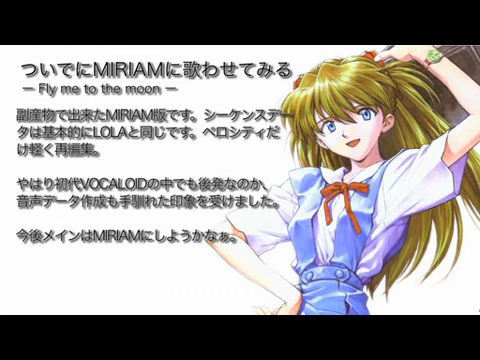 ついでにMIRIAMに歌わせてみる
ー Fly me to the moon ー
副産物で出来たMIRIAM版です。シーケンスデー
タは基本的にLOLAと同じです。ベロシティだ
け軽く再編集。
やはり初代VOCALOIDの中でも後発なのか、
音声データ作成も手馴れた印象を受けました。
今後メインはMIRIAMにしようかなぁ。